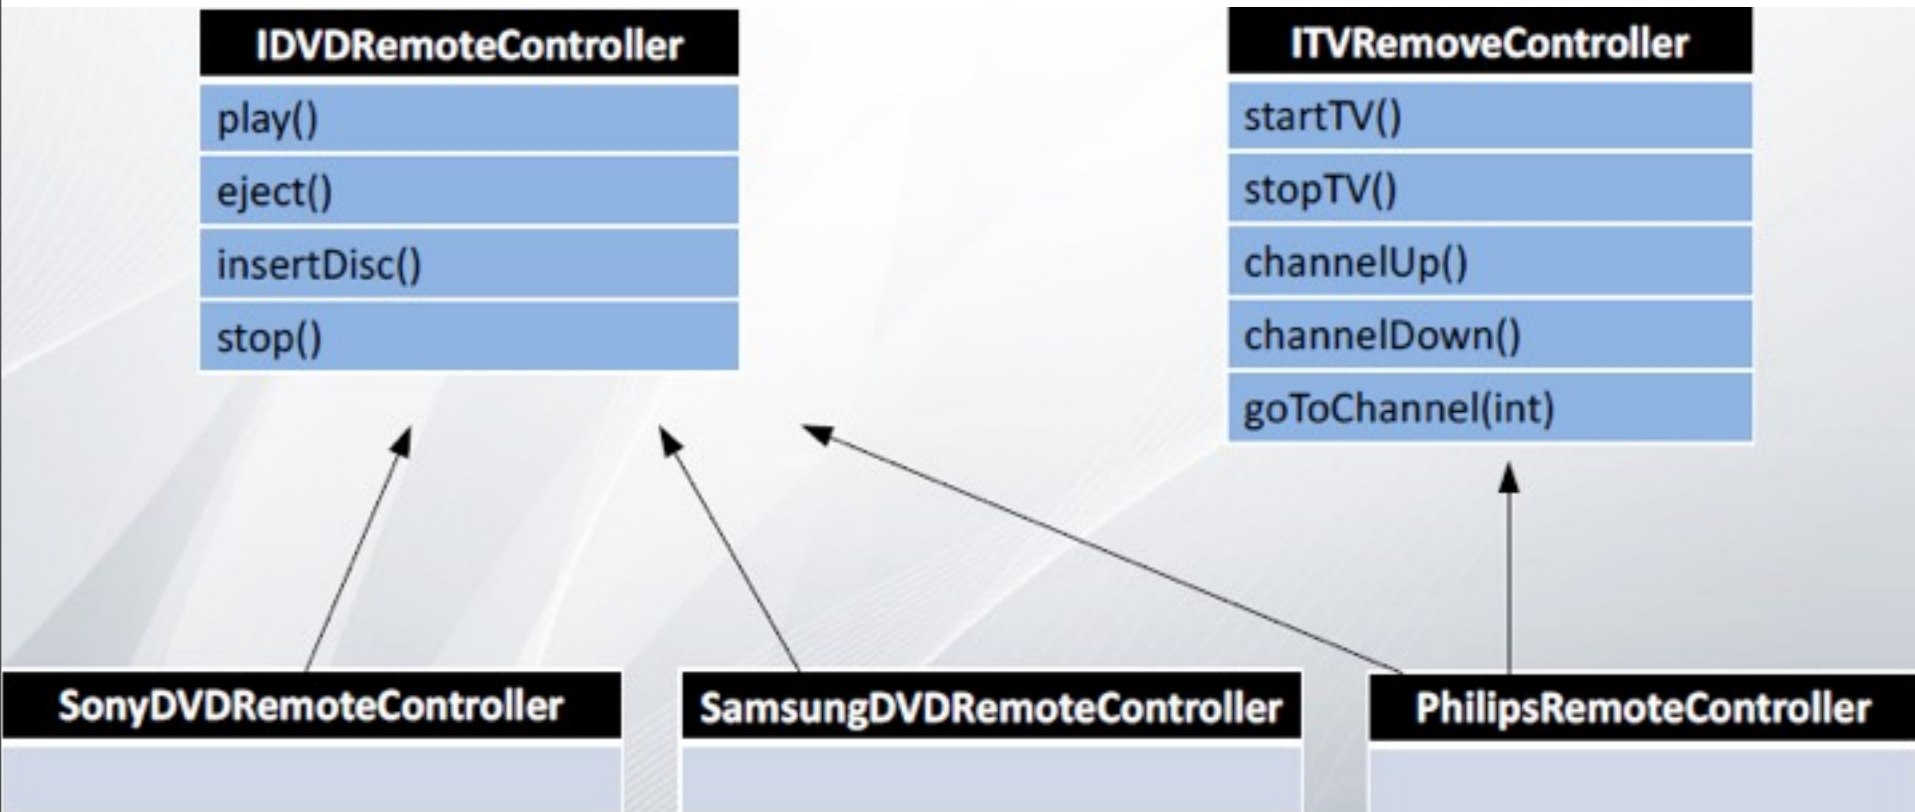 IDVDRemoteController
play()
eject()
insertDisc()
stop()
ITVRemoveController
startTV()
stopTV()
channelUp()
channelDown()
goToChannel(int)
SonyDVDRemoteController
SamsungDVDRemoteController
PhilipsRemoteController